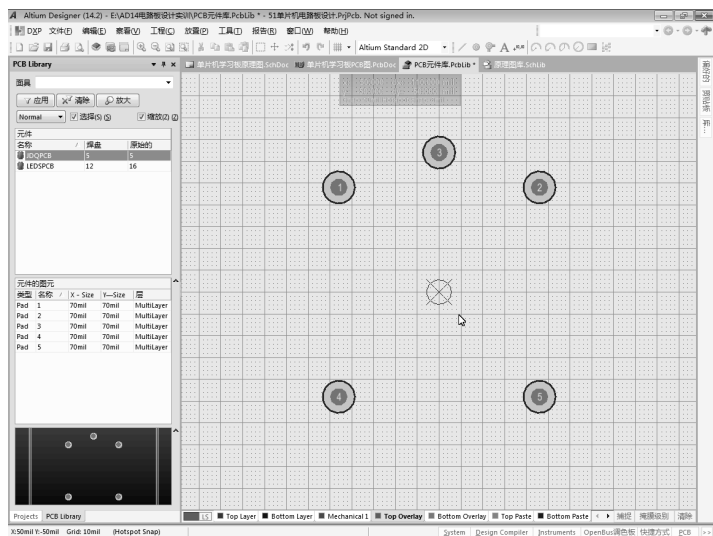 Altium Designer (14.2) - E:\AD14电路板设计实训\PCB元件库.PcbLib * - 51单片机电路板设计.PrjPcb. Not signed in.
DXP 文件(F) 编辑(E) 察看(V) 工程(C) 放置(P) 工具(T) 报告(R) 窗口(W) 帮助(H)
Altium Standard 2D
PCB Library
单片机学习板原理图.SchDoc 单片机学习板PCB图.PcbDoc PCB元件库.PcbLib * 原理图库.SchLib
面具
应用 清除 放大
Normal 选择(S) (S) 缩放(Z) (Z)
元件
名称 / 焊盘 原始的
JDQPCB 5 5
LEDSPCB 12 16
3
1
2
元件的图元
类型 名称 / X - Size Y—Size 层
Pad 1 70mil 70mil MultiLayer
Pad 2 70mil 70mil MultiLayer
Pad 3 70mil 70mil MultiLayer
Pad 4 70mil 70mil MultiLayer
Pad 5 70mil 70mil MultiLayer
4
5
Projects PCB Library
LS Top Layer Bottom Layer Mechanical 1 Top Overlay Bottom Overlay Top Paste Bottom Paste 捕捉 掩膜级别 清除
X:50mil Y:-50mil Grid: 10mil (Hotspot Snap)
System Design Compiler Instruments OpenBus调色板 快捷方式 PCB >>